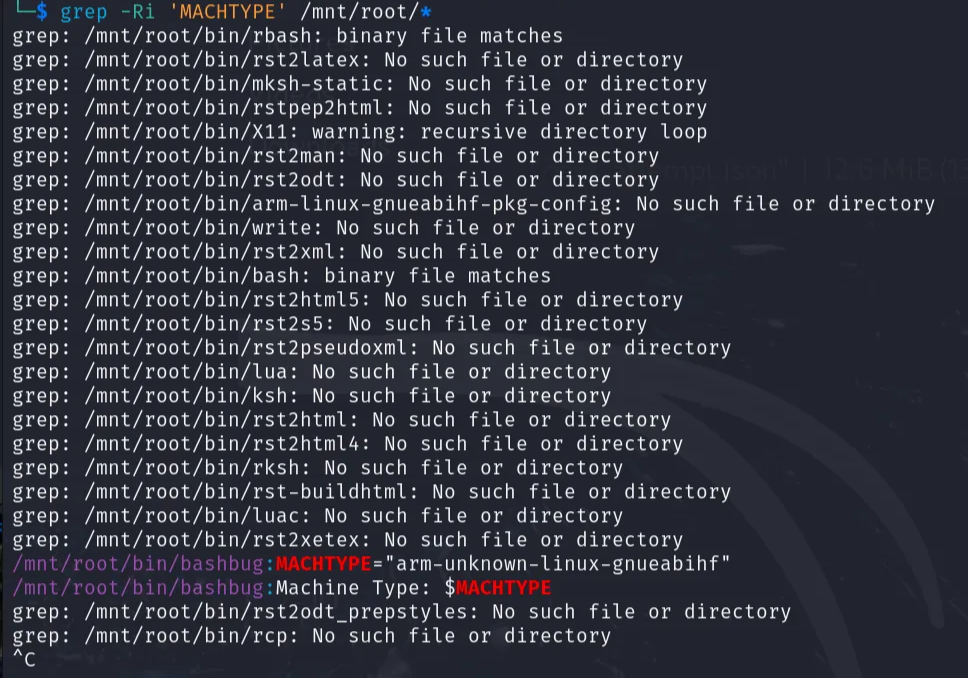 └─$ grep -Ri 'MACHTYPE' /mnt/root/*
grep: /mnt/root/bin/rbash: binary file matches
grep: /mnt/root/bin/rst2latex: No such file or directory
grep: /mnt/root/bin/mksh-static: No such file or directory
grep: /mnt/root/bin/rstpep2html: No such file or directory
grep: /mnt/root/bin/X11: warning: recursive directory loop
grep: /mnt/root/bin/rst2man: No such file or directory
grep: /mnt/root/bin/rst2odt: No such file or directory
grep: /mnt/root/bin/arm-linux-gnueabihf-pkg-config: No such file or directory
grep: /mnt/root/bin/write: No such file or directory
grep: /mnt/root/bin/rst2xml: No such file or directory
grep: /mnt/root/bin/bash: binary file matches
grep: /mnt/root/bin/rst2html5: No such file or directory
grep: /mnt/root/bin/rst2s5: No such file or directory
grep: /mnt/root/bin/rst2pseudoxml: No such file or directory
grep: /mnt/root/bin/lua: No such file or directory
grep: /mnt/root/bin/ksh: No such file or directory
grep: /mnt/root/bin/rst2html: No such file or directory
grep: /mnt/root/bin/rst2html4: No such file or directory
grep: /mnt/root/bin/rksh: No such file or directory
grep: /mnt/root/bin/rst-buildhtml: No such file or directory
grep: /mnt/root/bin/luac: No such file or directory
grep: /mnt/root/bin/rst2xetex: No such file or directory
/mnt/root/bin/bashbug:MACHTYPE="arm-unknown-linux-gnueabihf"
/mnt/root/bin/bashbug:Machine Type: $MACHTYPE
grep: /mnt/root/bin/rst2odt_prepstyles: No such file or directory
grep: /mnt/root/bin/rcp: No such file or directory
^C